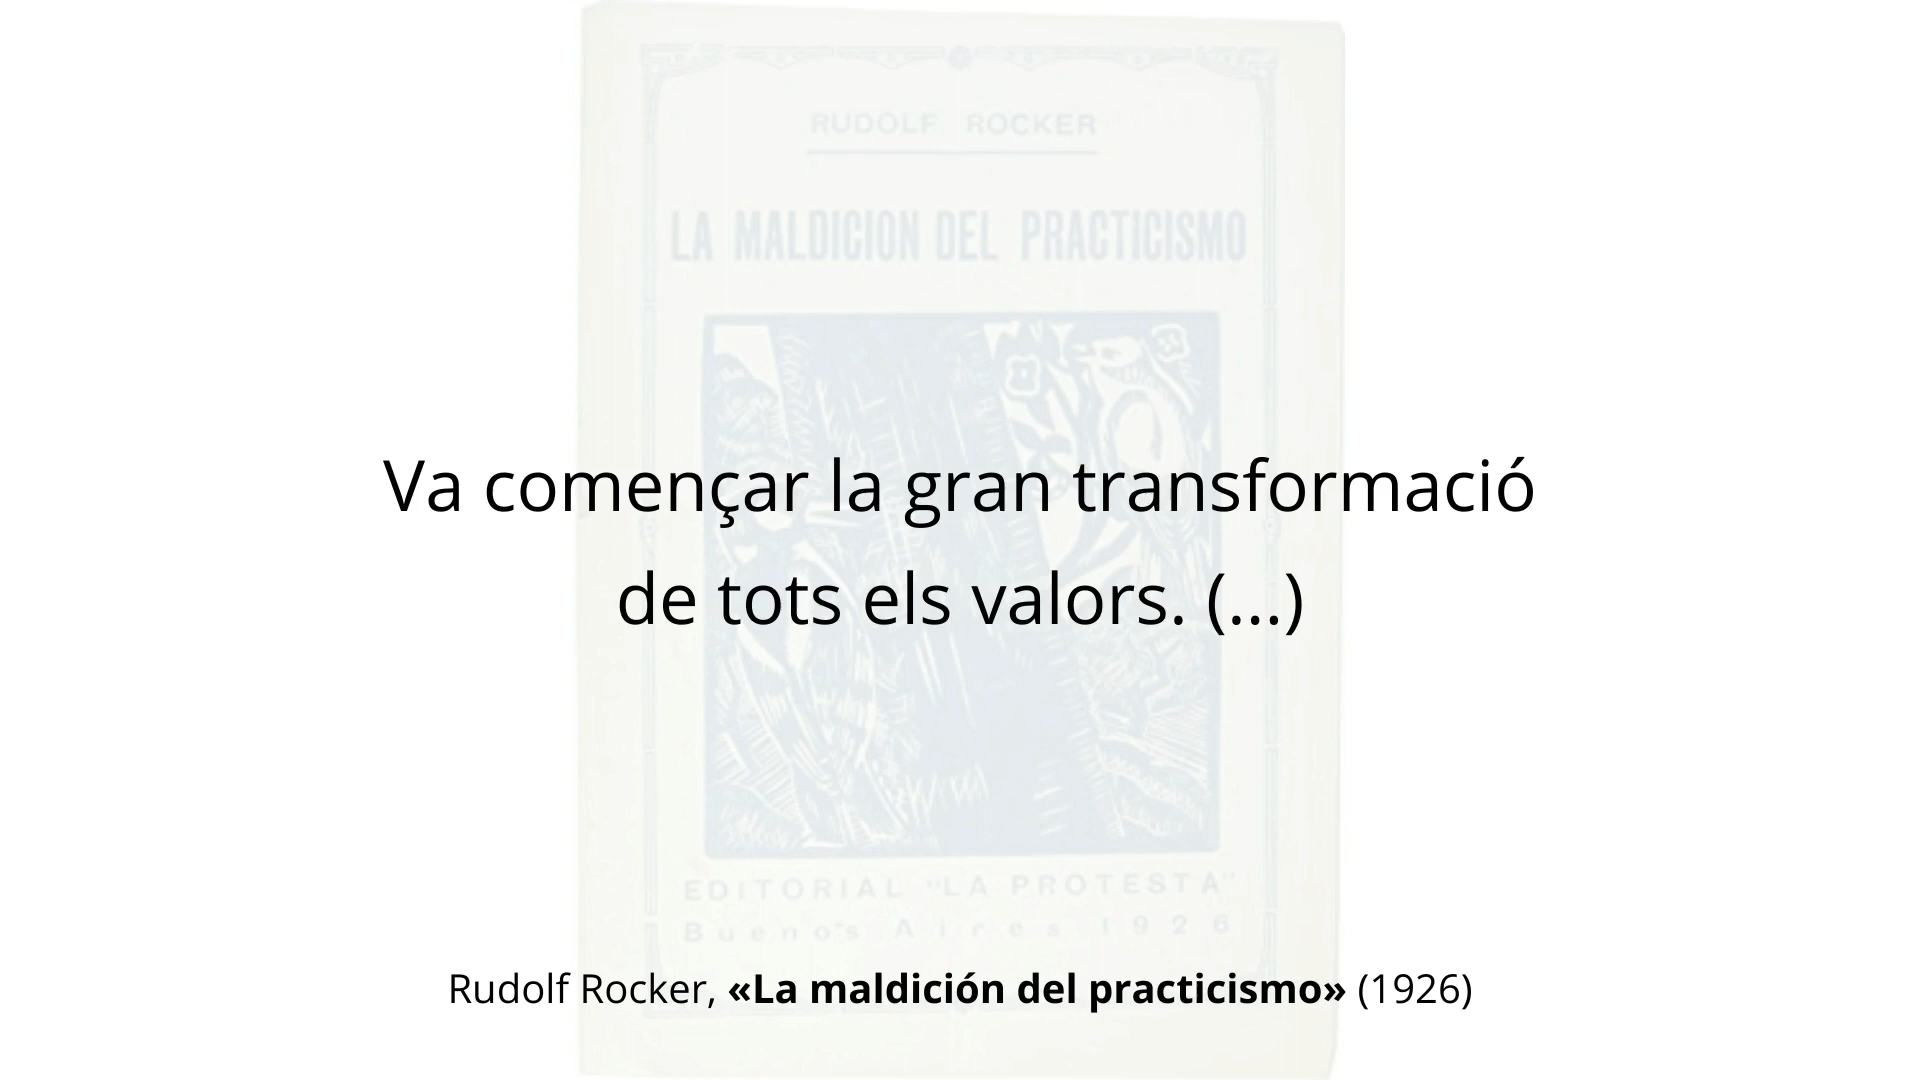 RUDOLF ROCKER
LA MALDICION DEL PRACTICISMO
Va començar la gran transformació
de tots els valors. (...)
EDITORIAL "LA PROTESTA"
Buenos Aires 1926
Rudolf Rocker, «La maldición del practicismo» (1926)